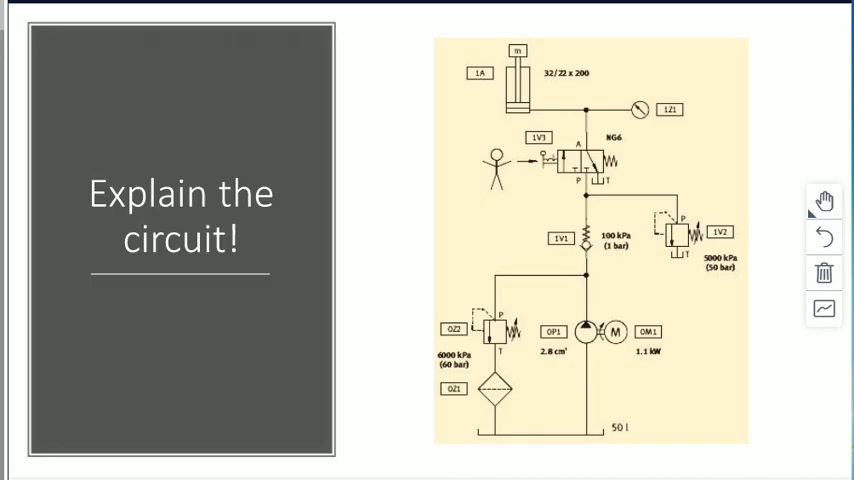 Explain the
circuit!
m
1A
32/22 x 200
1Z1
1V3
NG6
A
P
T
P
1V1
100 kPa
(1 bar)
1V2
T
5000 kPa
(50 bar)
P
0Z2
0P1
M
0M1
T
2.8 cm³
1.1 kW
6000 kPa
(60 bar)
0Z1
50 l